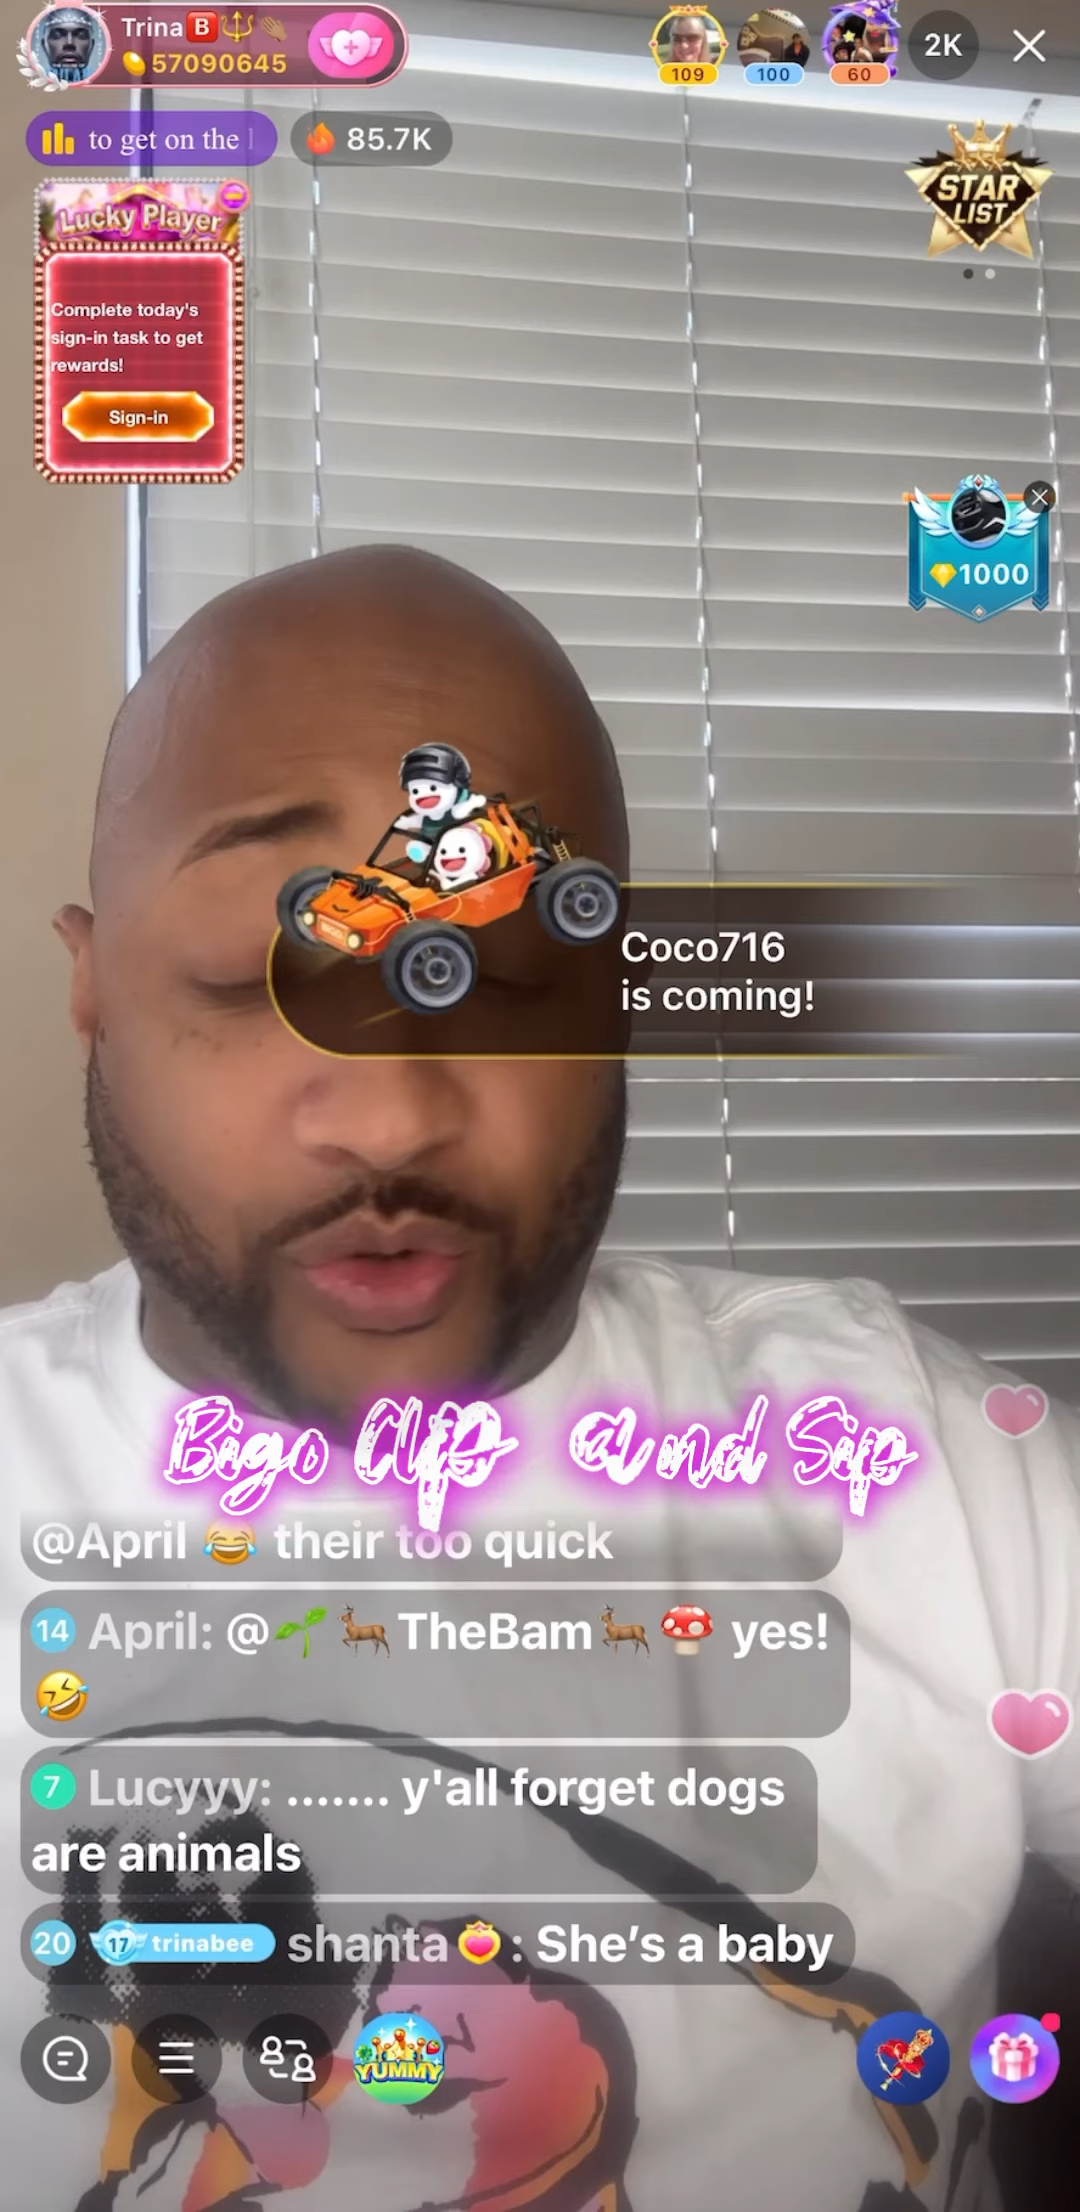 Trina B🔱👏🏽
57090645
109
100
60
2K
to get on the
85.7K
STAR
LIST
Lucky Player
Complete today's
sign-in task to get
rewards!
Sign-in
1000
Coco716
is coming!
Bigo Clip and Sip
@April 😂 their too quick
14 April: @🌱🦌TheBam🦌🍄 yes!
🤣
7 Lucyyy: ....... y'all forget dogs
are animals
20 17 trinabee shanta : She's a baby
YUMMY